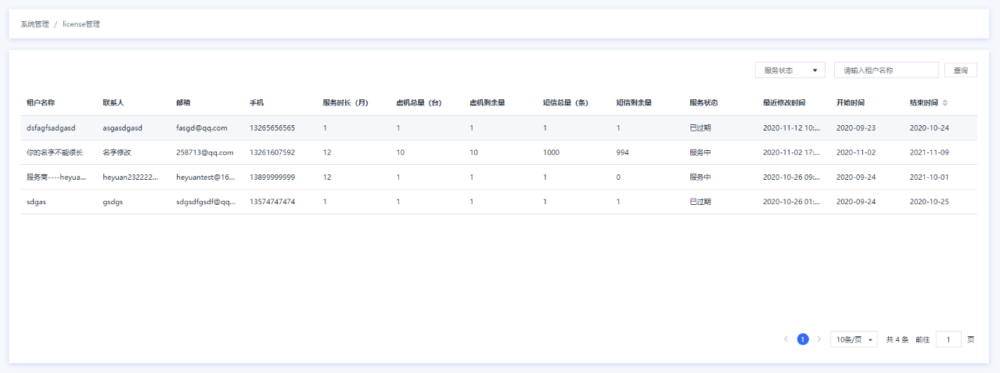 系统管理 / license管理
服务状态 请输入租户名称 查询
租户名称 联系人 邮箱 手机 服务时长（月） 虚机总量（台） 虚机剩余量 短信总量（条） 短信剩余量 服务状态 最近修改时间 开始时间 结束时间
dsfagfsadgasd asgasdgasd fasgd@qq.com 13265656565 1 1 1 1 1 已过期 2020-11-12 10:... 2020-09-23 2020-10-24
你的名字不能很长 名字修改 258713@qq.com 13261607592 12 10 10 1000 994 服务中 2020-11-02 17:... 2020-11-02 2021-11-09
服务商----heyua... heyuan232222... heyuantest@16... 13899999999 12 1 1 1 0 服务中 2020-10-26 09:... 2020-09-24 2021-10-01
sdgas gsdgs sdgsdfgsdf@qq... 13574747474 1 1 1 1 1 已过期 2020-10-26 01:... 2020-09-24 2020-10-25
1 10条/页 共 4 条 前往 1 页